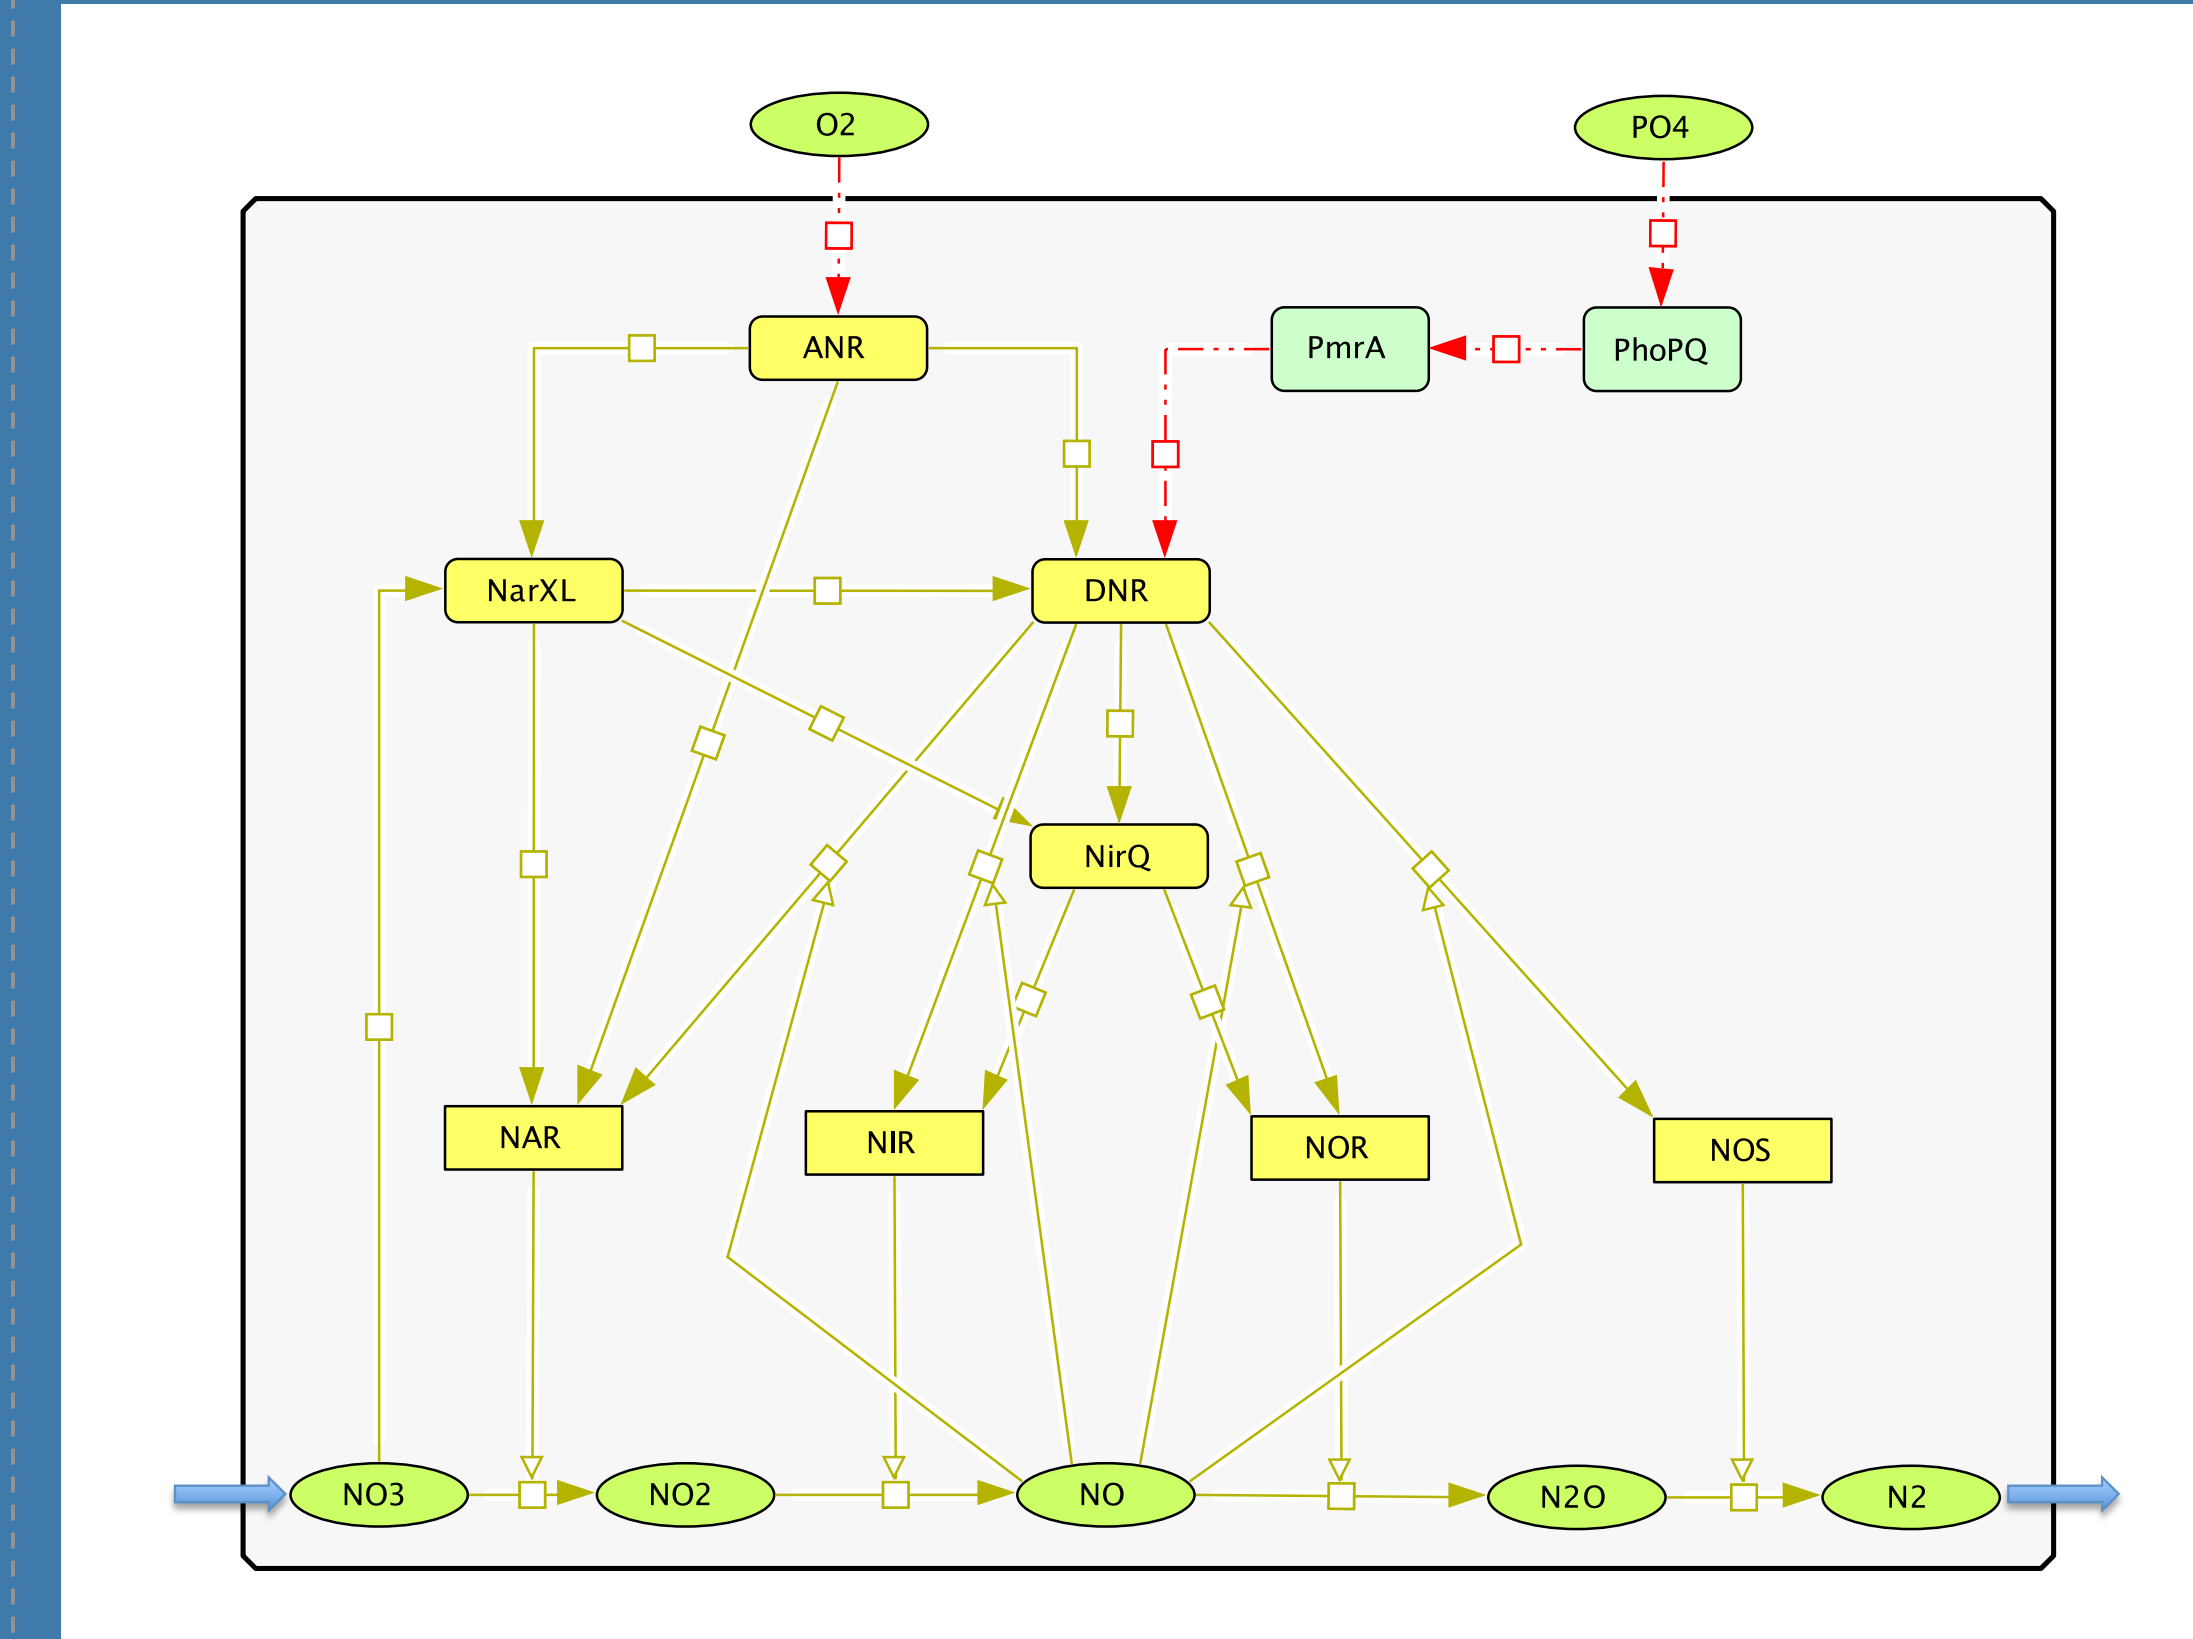 O2
PO4
ANR
PmrA
PhoPQ
NarXL
DNR
NirQ
NAR
NIR
NOR
NOS
NO3
NO2
NO
N2O
N2